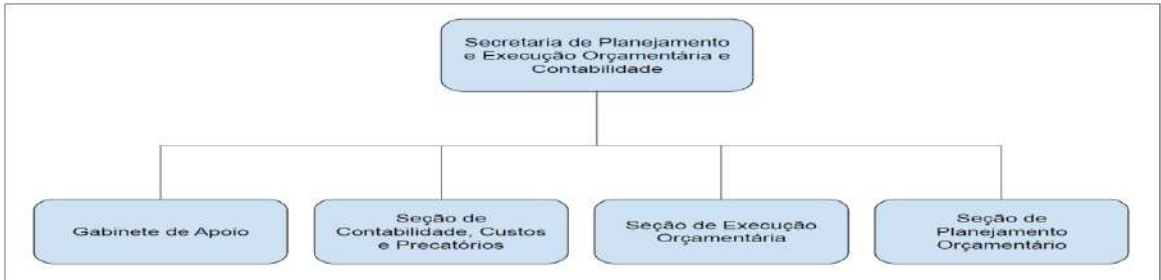 Secretaria de Planejamento
e Execução Orçamentária e
Contabilidade
Gabinete de Apoio
Seção de
Contabilidade, Custos
e Precatórios
Seção de Execução
Orçamentária
Seção de
Planejamento
Orçamentário